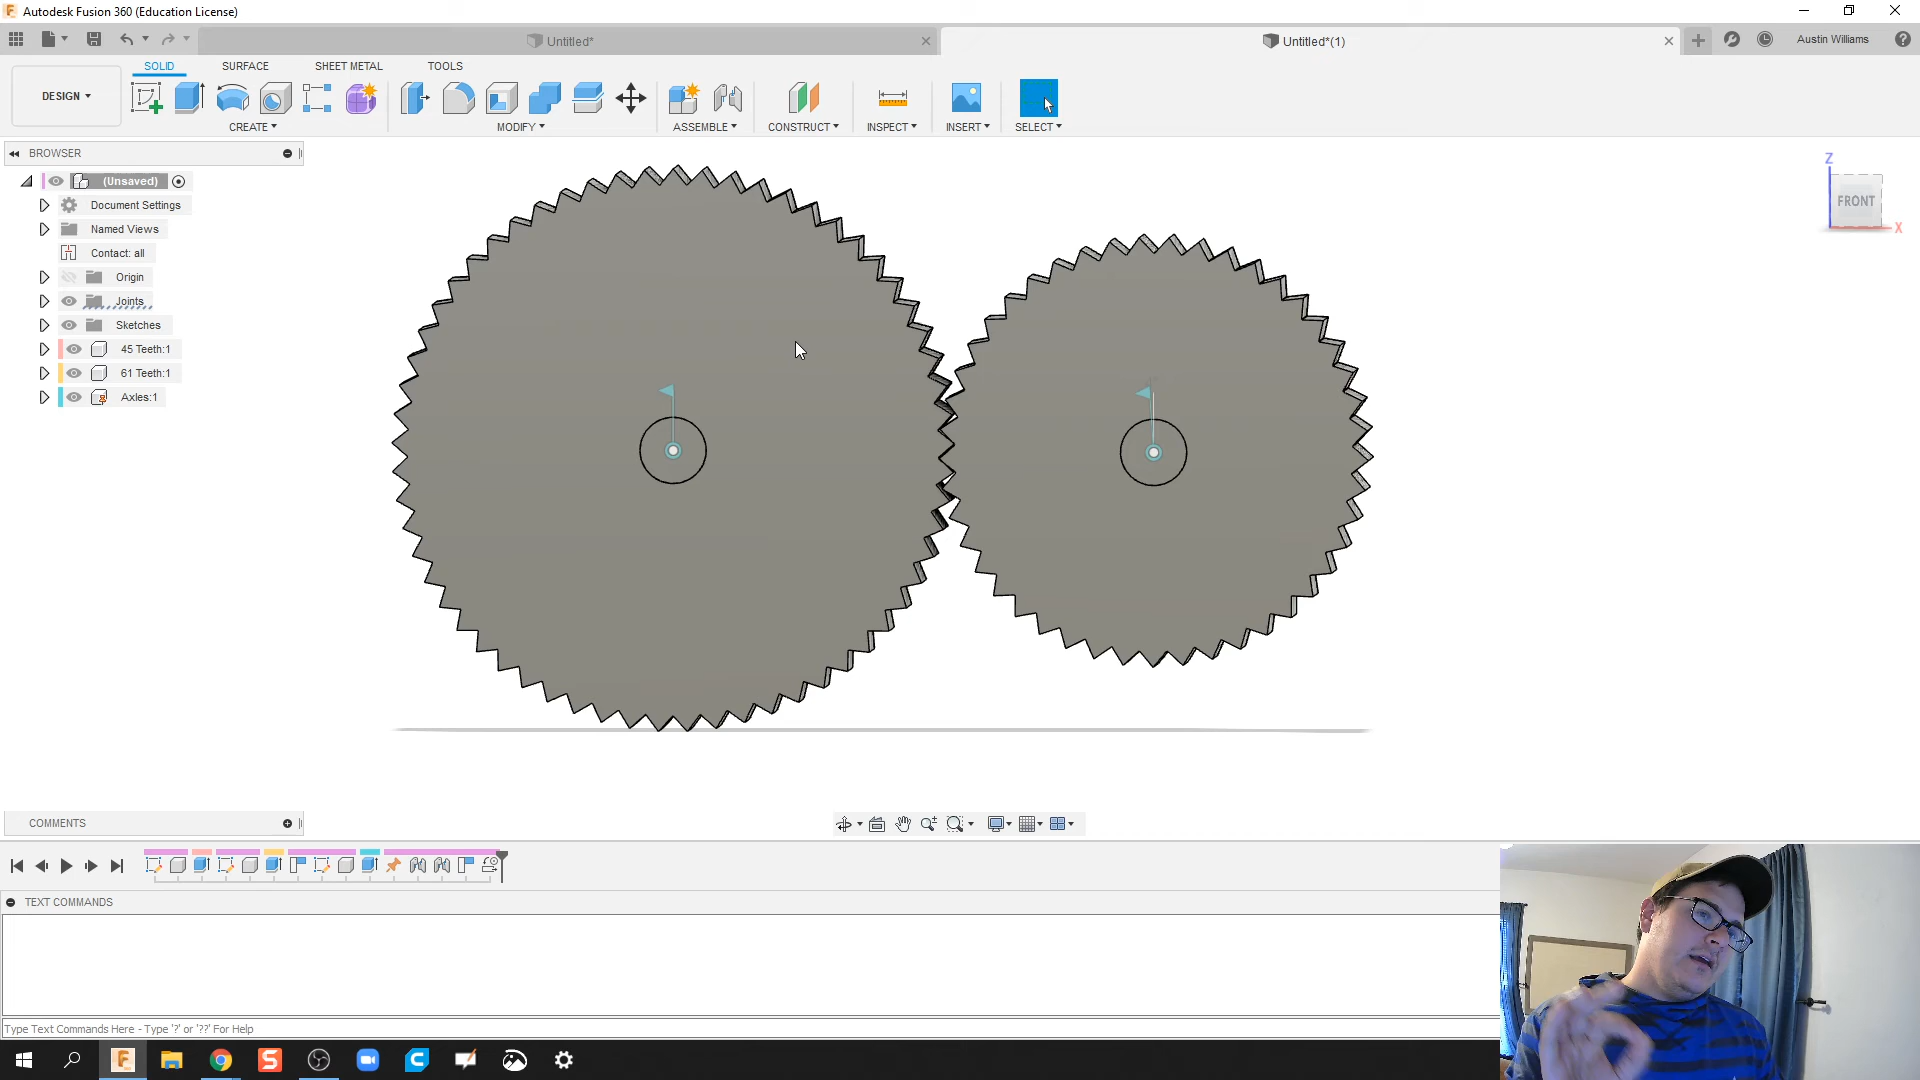 Autodesk Fusion 360 (Education License)
Untitled*
Untitled*(1)
Austin Williams
SOLID
SURFACE
SHEET METAL
TOOLS
DESIGN
CREATE
MODIFY
ASSEMBLE
CONSTRUCT
INSPECT
INSERT
SELECT
BROWSER
(Unsaved)
Document Settings
Named Views
Contact: all
Origin
Joints
Sketches
45 Teeth:1
61 Teeth:1
Axles:1
Z
FRONT
X
COMMENTS
TEXT COMMANDS
Type Text Commands Here - Type '?' or '??' For Help